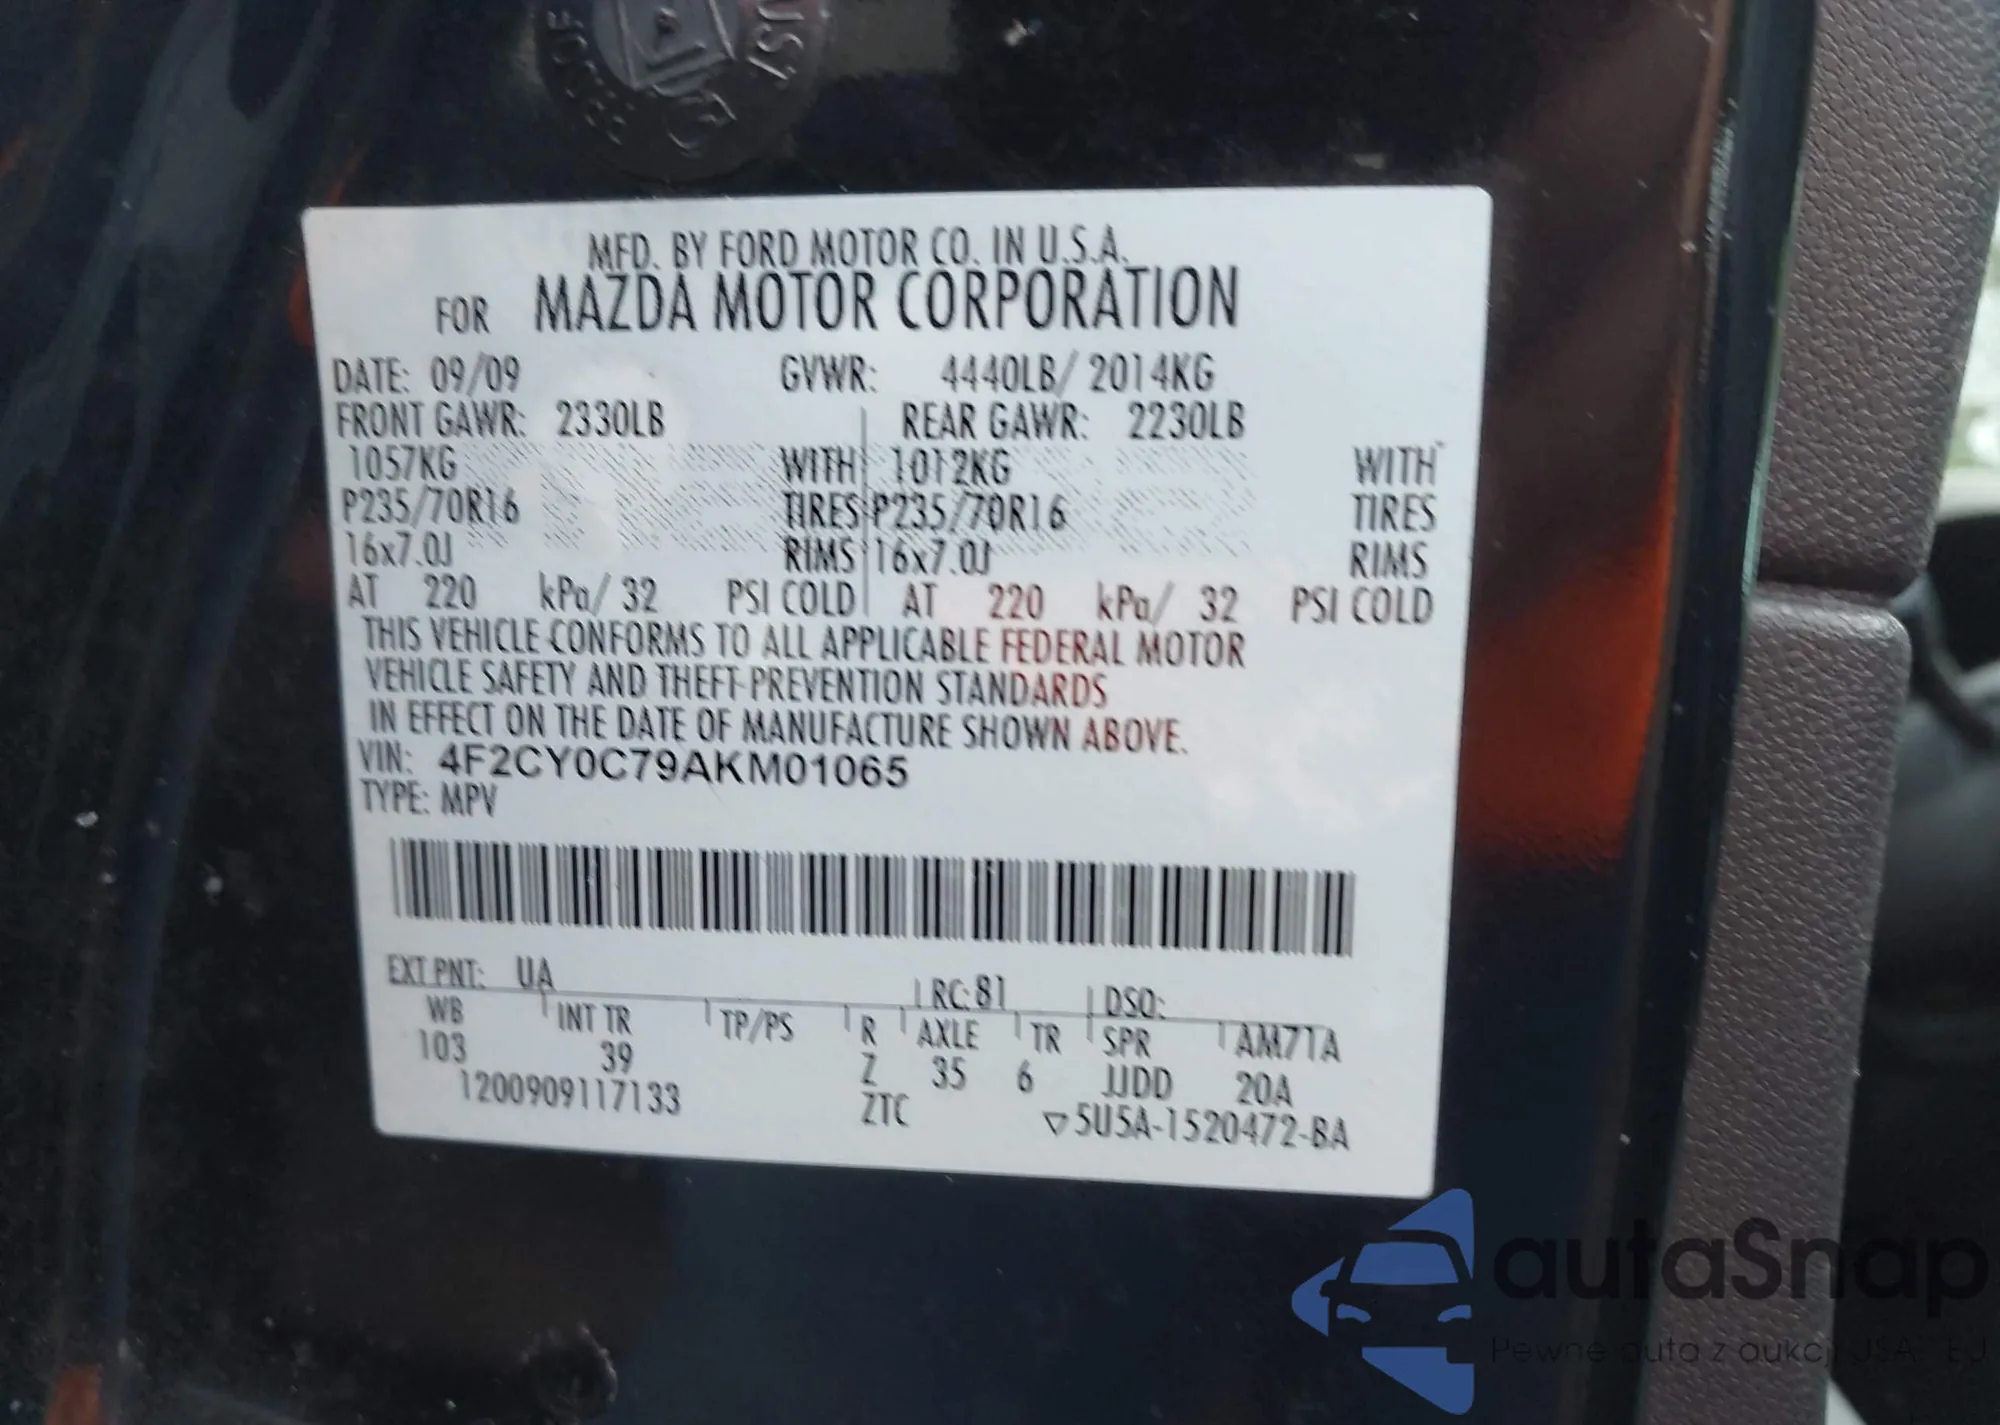 MFD. BY FORD MOTOR CO. IN U.S.A.
FOR MAZDA MOTOR CORPORATION
DATE: 09/09 GVWR: 4440LB/ 2014KG
FRONT GAWR: 2330LB REAR GAWR: 2230LB
1057KG WITH 1012KG WITH
P235/70R16 TIRES P235/70R16 TIRES
16x7.0J RIMS 16x7.0J RIMS
AT 220 kPa/ 32 PSI COLD AT 220 kPa/ 32 PSI COLD
THIS VEHICLE CONFORMS TO ALL APPLICABLE FEDERAL MOTOR
VEHICLE SAFETY AND THEFT PREVENTION STANDARDS
IN EFFECT ON THE DATE OF MANUFACTURE SHOWN ABOVE.
VIN: 4F2CY0C79AKM01065
TYPE: MPV
EXT PNT: UA RC: 81 DSO:
WB INT TR TP/PS R AXLE TR SPR AM71A
103 39 Z 35 6 JJDD 20A
1200909117133 ZTC ▽5U5A-1520472-BA
autaSnap
Pewne auta z aukcji USA i EU